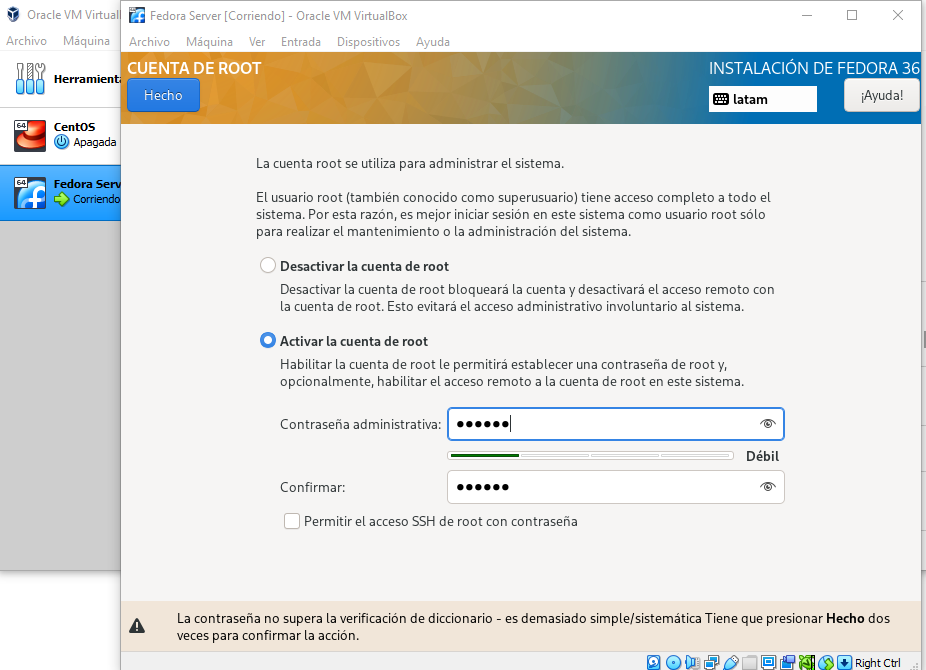 Oracle VM Virtual
Archivo Máquina
Herramienta
64
CentOS
Apagada
64
Fedora Serv
Corriendo
Fedora Server [Corriendo] - Oracle VM VirtualBox
Archivo Máquina Ver Entrada Dispositivos Ayuda
CUENTA DE ROOT
INSTALACIÓN DE FEDORA 36
Hecho
latam
¡Ayuda!
La cuenta root se utiliza para administrar el sistema.
El usuario root (también conocido como superusuario) tiene acceso completo a todo el
sistema. Por esta razón, es mejor iniciar sesión en este sistema como usuario root sólo
para realizar el mantenimiento o la administración del sistema.
Desactivar la cuenta de root
Desactivar la cuenta de root bloqueará la cuenta y desactivará el acceso remoto con
la cuenta de root. Esto evitará el acceso administrativo involuntario al sistema.
Activar la cuenta de root
Habilitar la cuenta de root le permitirá establecer una contraseña de root y,
opcionalmente, habilitar el acceso remoto a la cuenta de root en este sistema.
Contraseña administrativa: ●●●●●●
Débil
Confirmar: ●●●●●●
Permitir el acceso SSH de root con contraseña
La contraseña no supera la verificación de diccionario - es demasiado simple/sistemática Tiene que presionar Hecho dos
veces para confirmar la acción.
Right Ctrl